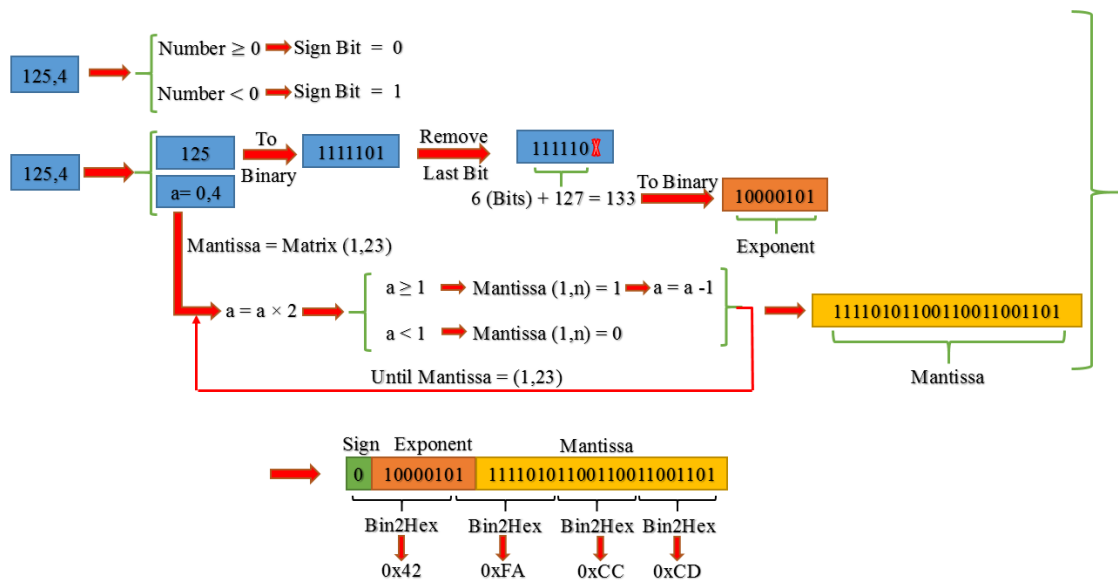 125,4
Number ≥ 0 Sign Bit = 0
Number < 0 Sign Bit = 1
125,4
125
a= 0,4
To
Binary
1111101
Remove
Last Bit
111110X
6 (Bits) + 127 = 133
To Binary
10000101
Exponent
Mantissa = Matrix (1,23)
a = a × 2
a ≥ 1 Mantissa (1,n) = 1 a = a -1
a < 1 Mantissa (1,n) = 0
Until Mantissa = (1,23)
11110101100110011001101
Mantissa
Sign Exponent Mantissa
0 10000101 11110101100110011001101
Bin2Hex Bin2Hex Bin2Hex Bin2Hex
0x42 0xFA 0xCC 0xCD